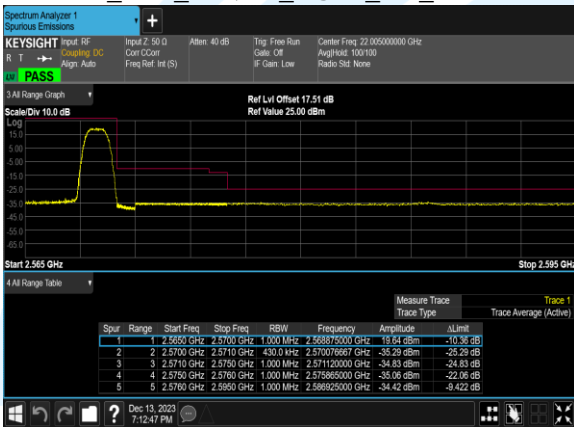 Spectrum Analyzer 1
Spurious Emissions
+
KEYSIGHT Input: RF Input Z: 50 Ω Atten: 40 dB Trig: Free Run Center Freq: 22.005000000 GHz
R T Coupling: DC Corr CCorr Gate: Off Avg|Hold: 100/100
Align: Auto Freq Ref: Int (S) IF Gain: Low Radio Std: None
PASS
3 All Range Graph
Ref Lvl Offset 17.51 dB
Scale/Div 10.0 dB Ref Value 25.00 dBm
Log
15.0
5.00
-5.00
-15.0
-25.0
-35.0
-45.0
-55.0
-65.0
Start 2.565 GHz Stop 2.595 GHz
4 All Range Table
Measure Trace Trace 1
Trace Type Trace Average (Active)
Spur Range Start Freq Stop Freq RBW Frequency Amplitude ΔLimit
1 1 2.5650 GHz 2.5700 GHz 1.000 MHz 2.568875000 GHz 19.64 dBm -10.36 dB
2 2 2.5700 GHz 2.5710 GHz 430.0 kHz 2.570076667 GHz -35.29 dBm -25.29 dB
3 3 2.5710 GHz 2.5750 GHz 1.000 MHz 2.571120000 GHz -34.83 dBm -24.83 dB
4 4 2.5750 GHz 2.5760 GHz 1.000 MHz 2.575865000 GHz -35.06 dBm -22.06 dB
5 5 2.5760 GHz 2.5950 GHz 1.000 MHz 2.586925000 GHz -34.42 dBm -9.422 dB
?
Dec 13, 2023
7:12:47 PM